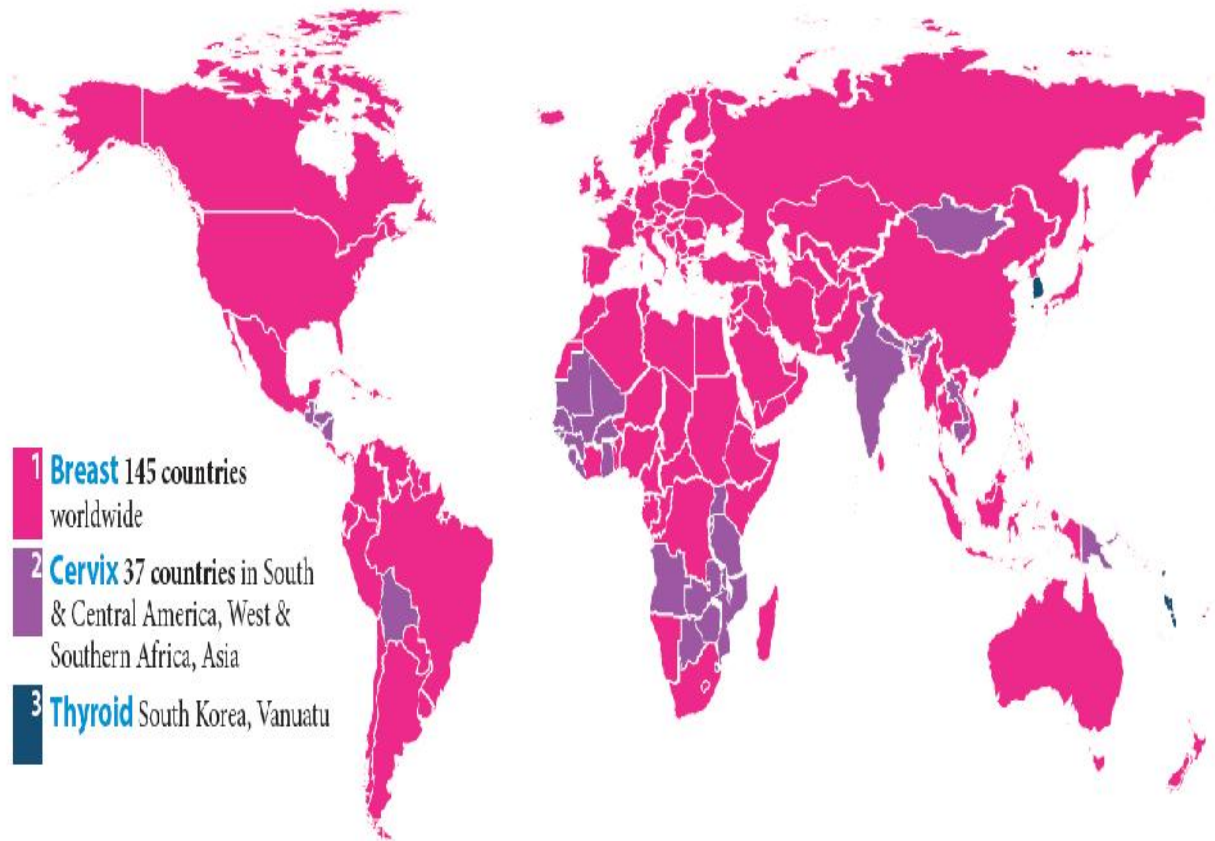 1 Breast 145 countries
worldwide
2 Cervix 37 countries in South
& Central America, West &
Southern Africa, Asia
3 Thyroid South Korea, Vanuatu